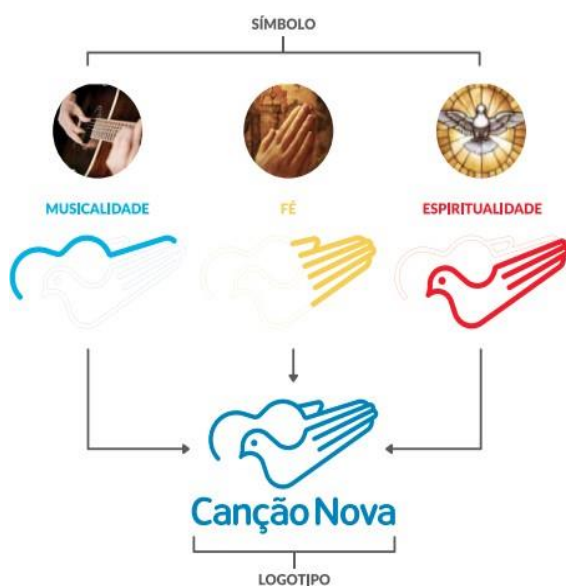 SÍMBOLO
MUSICALIDADE
FÉ
ESPIRITUALIDADE
Canção Nova
LOGOTIPO